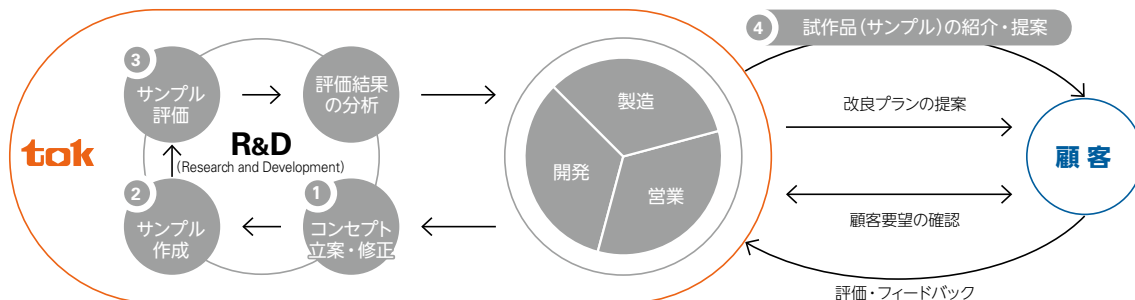 tok
3
サンプル
評価
評価結果
の分析
R&D
(Research and Development)
2
サンプル
作成
1
コンセプト
立案・修正
製造
開発
営業
4
試作品（サンプル）の紹介・提案
改良プランの提案
顧客
顧客要望の確認
評価・フィードバック